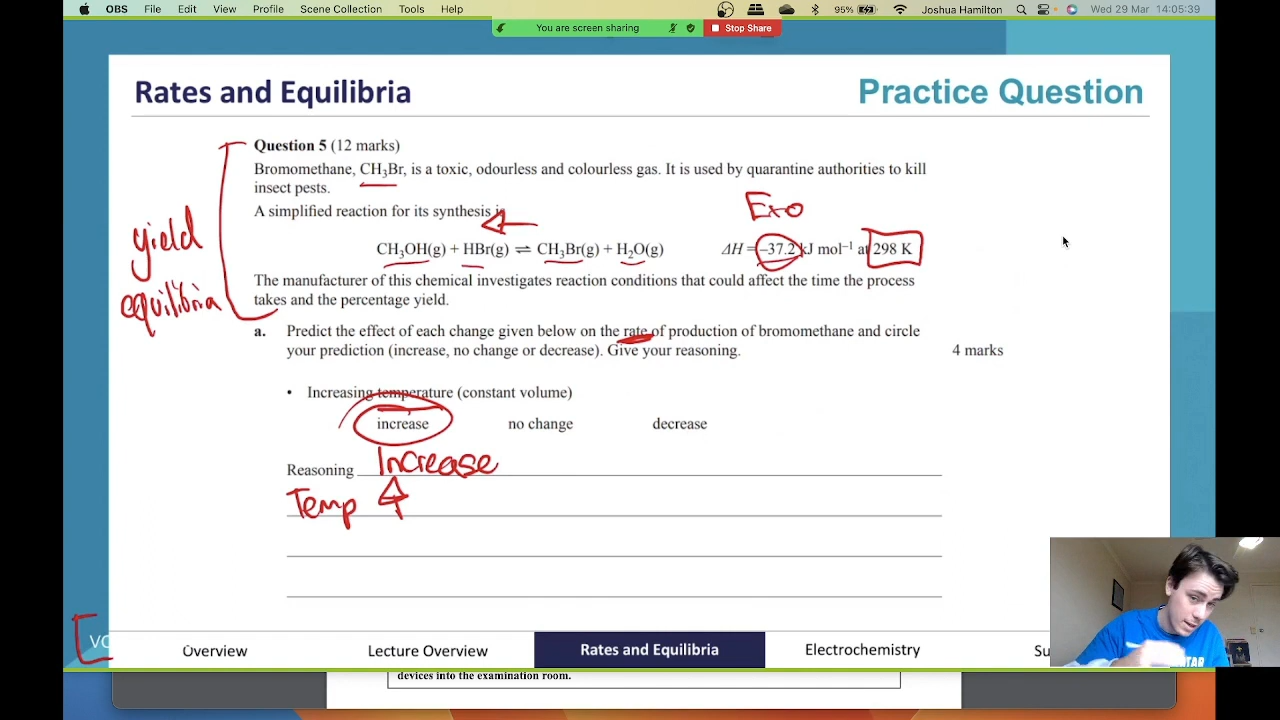 OBS File Edit View Profile Scene Collection Tools Help 95% Joshua Hamilton Wed 29 Mar 14:05:39
You are screen sharing Stop Share
Rates and Equilibria Practice Question
Question 5 (12 marks)
Bromomethane, CH₃Br, is a toxic, odourless and colourless gas. It is used by quarantine authorities to kill
insect pests.
Exo
A simplified reaction for its synthesis is
CH₃OH(g) + HBr(g) ⇌ CH₃Br(g) + H₂O(g) ΔH = –37.2 kJ mol⁻¹ at 298 K
yield
equilibria
The manufacturer of this chemical investigates reaction conditions that could affect the time the process
takes and the percentage yield.
a. Predict the effect of each change given below on the rate of production of bromomethane and circle
your prediction (increase, no change or decrease). Give your reasoning. 4 marks
• Increasing temperature (constant volume)
increase no change decrease
Reasoning Increase
Temp ↑
VC
Overview Lecture Overview Rates and Equilibria Electrochemistry Su
devices into the examination room.